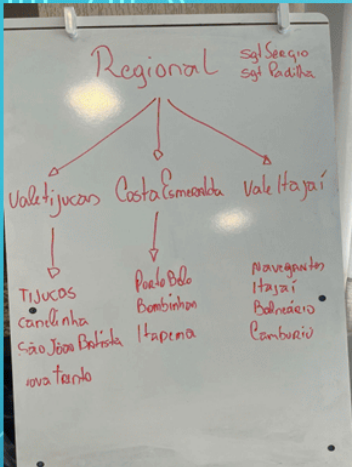 Regional
sgt Sergio
sgt Padilha
Vale tijucas
Costa Esmeralda
Vale Itajaí
TIJUCAS
Canelinha
São João Batista
nova Trento
Porto Belo
Bombinhas
Itapema
Navegantes
Itajaí
Balneário
Camboriú